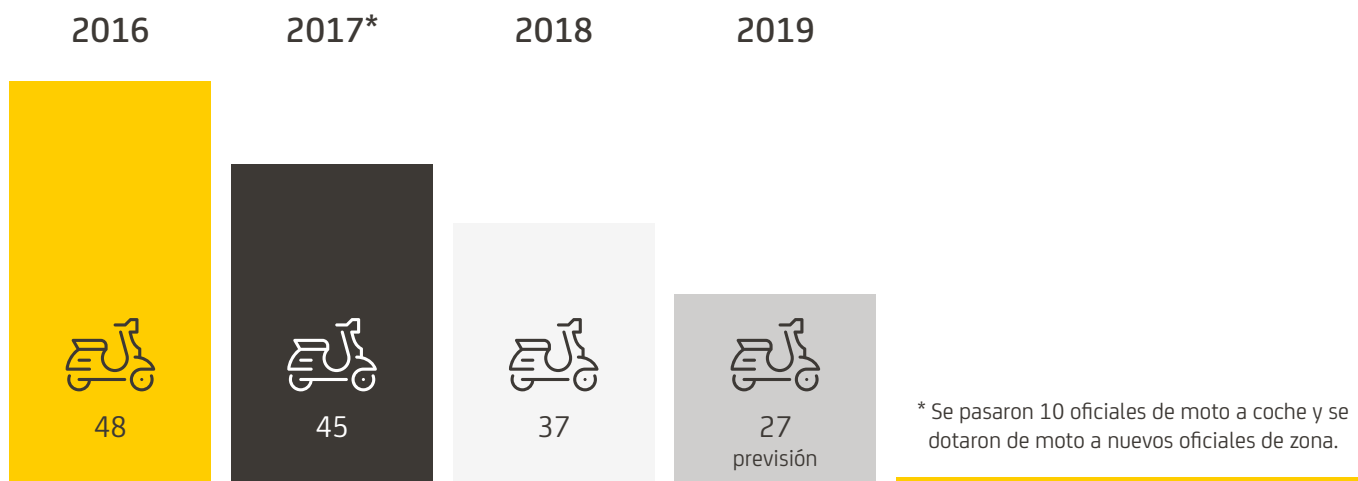 2016 2017* 2018 2019
48 45 37 27
previsión
* Se pasaron 10 oficiales de moto a coche y se
dotaron de moto a nuevos oficiales de zona.